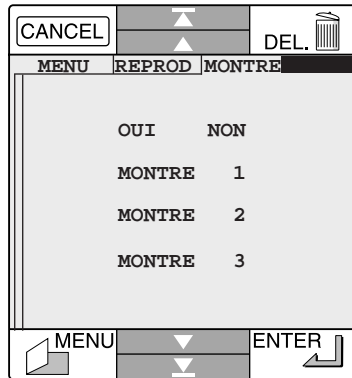 CANCEL DEL.
MENU REPROD MONTRE
OUI NON
MONTRE 1
MONTRE 2
MONTRE 3
MENU ENTER